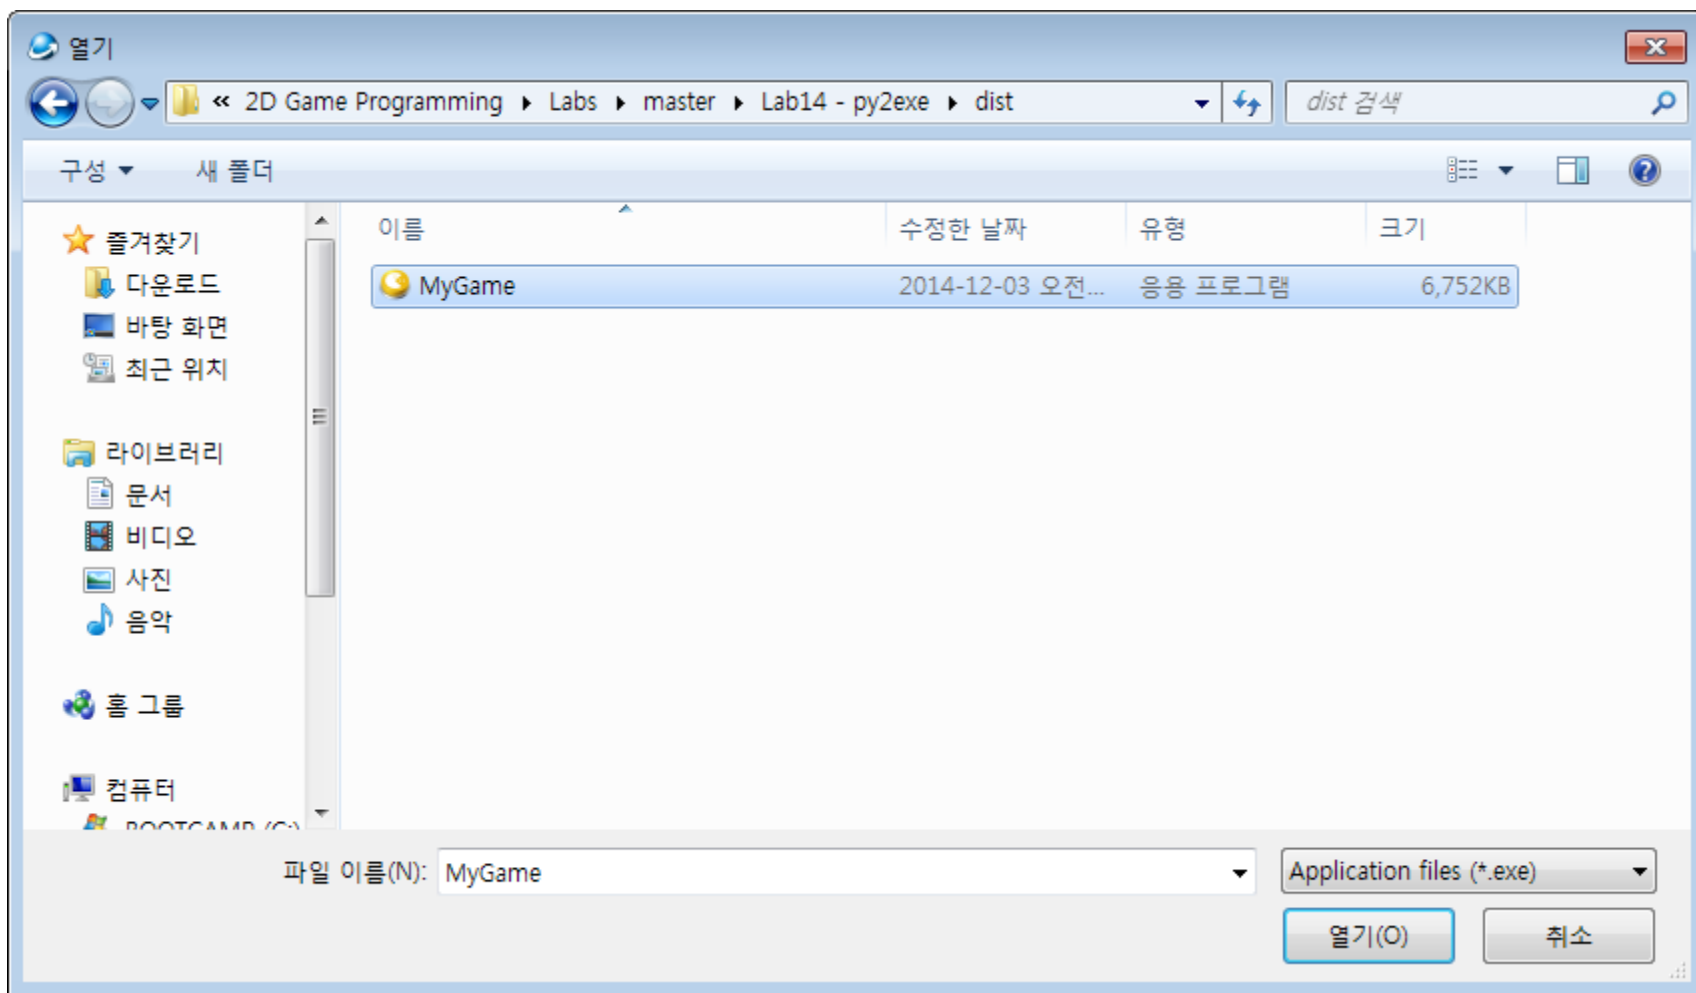 열기
« 2D Game Programming ▸ Labs ▸ master ▸ Lab14 - py2exe ▸ dist
dist 검색
구성 새 폴더
즐겨찾기
다운로드
바탕 화면
최근 위치
라이브러리
문서
비디오
사진
음악
홈 그룹
컴퓨터
BOOTCAMP (C:)
이름 수정한 날짜 유형 크기
MyGame 2014-12-03 오전... 응용 프로그램 6,752KB
파일 이름(N): MyGame Application files (*.exe)
열기(O) 취소